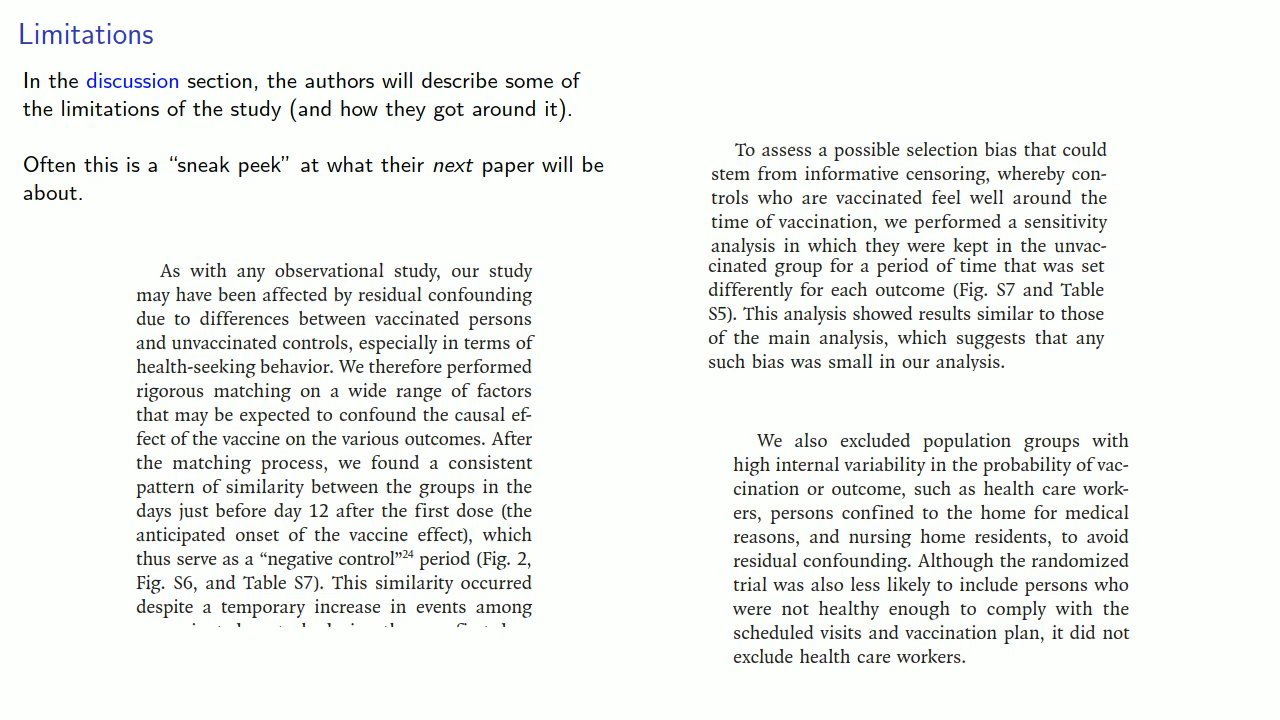 Limitations
In the discussion section, the authors will describe some of
the limitations of the study (and how they got around it).
Often this is a “sneak peek” at what their next paper will be
about.
As with any observational study, our study
may have been affected by residual confounding
due to differences between vaccinated persons
and unvaccinated controls, especially in terms of
health-seeking behavior. We therefore performed
rigorous matching on a wide range of factors
that may be expected to confound the causal ef-
fect of the vaccine on the various outcomes. After
the matching process, we found a consistent
pattern of similarity between the groups in the
days just before day 12 after the first dose (the
anticipated onset of the vaccine effect), which
thus serve as a “negative control”24 period (Fig. 2,
Fig. S6, and Table S7). This similarity occurred
despite a temporary increase in events among
To assess a possible selection bias that could
stem from informative censoring, whereby con-
trols who are vaccinated feel well around the
time of vaccination, we performed a sensitivity
analysis in which they were kept in the unvac-
cinated group for a period of time that was set
differently for each outcome (Fig. S7 and Table
S5). This analysis showed results similar to those
of the main analysis, which suggests that any
such bias was small in our analysis.
We also excluded population groups with
high internal variability in the probability of vac-
cination or outcome, such as health care work-
ers, persons confined to the home for medical
reasons, and nursing home residents, to avoid
residual confounding. Although the randomized
trial was also less likely to include persons who
were not healthy enough to comply with the
scheduled visits and vaccination plan, it did not
exclude health care workers.